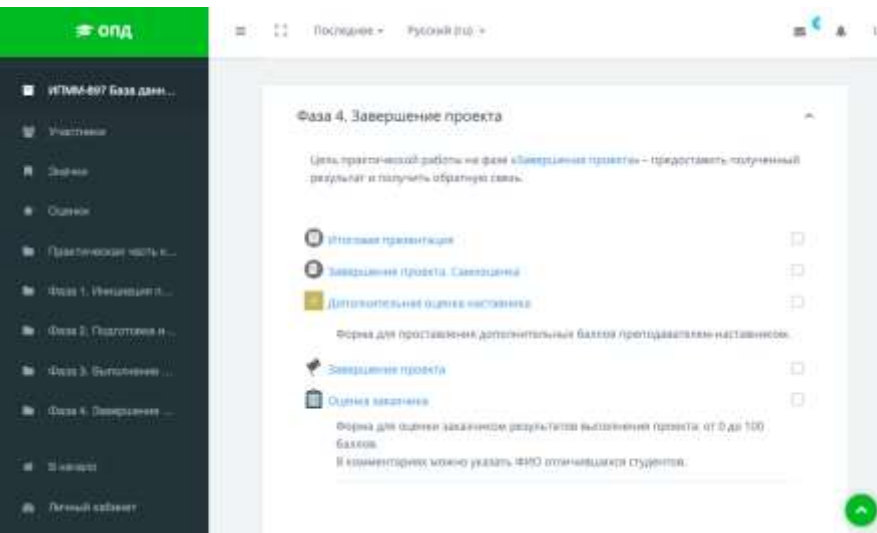 ОПД
Последнее
Русский (ru)
ИПММ-697 База данн...
Участники
Значки
Оценки
Практическая часть к...
Фаза 1. Инициация п...
Фаза 2. Подготовка и ...
Фаза 3. Выполнение ...
Фаза 4. Завершение ...
В начало
Личный кабинет
Фаза 4. Завершение проекта
Цель практической работы на фазе «Завершения проекта» – предоставить полученный
результат и получить обратную связь.
Итоговая презентация
Завершение проекта. Самооценка
Дополнительная оценка наставника
Форма для проставления дополнительных баллов преподавателем-наставником.
Завершение проекта
Оценка заказчика
Форма для оценки заказчиком результатов выполнения проекта: от 0 до 100
баллов.
В комментариях можно указать ФИО отличившихся студентов.